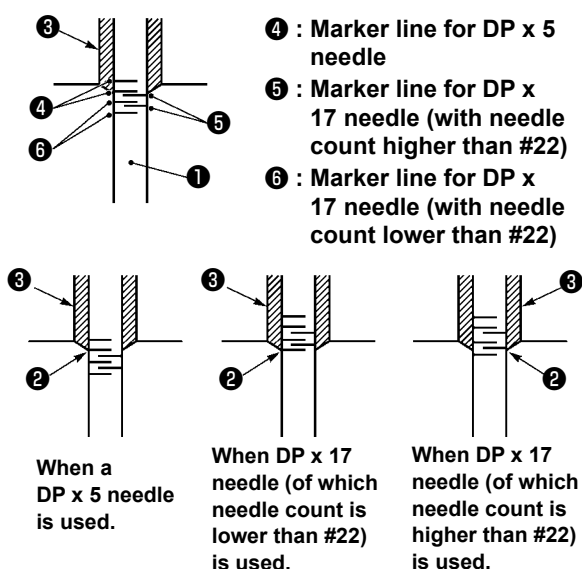 ❸
❹
❻
❺
❶
❹ : Marker line for DP x 5
needle
❺ : Marker line for DP x
17 needle (with needle
count higher than #22)
❻ : Marker line for DP x
17 needle (with needle
count lower than #22)
❸
❷
When a
DP x 5 needle
is used.
❸
❷
When DP x 17
needle (of which
needle count is
lower than #22)
is used.
❸
❷
When DP x 17
needle (of which
needle count is
higher than #22)
is used.